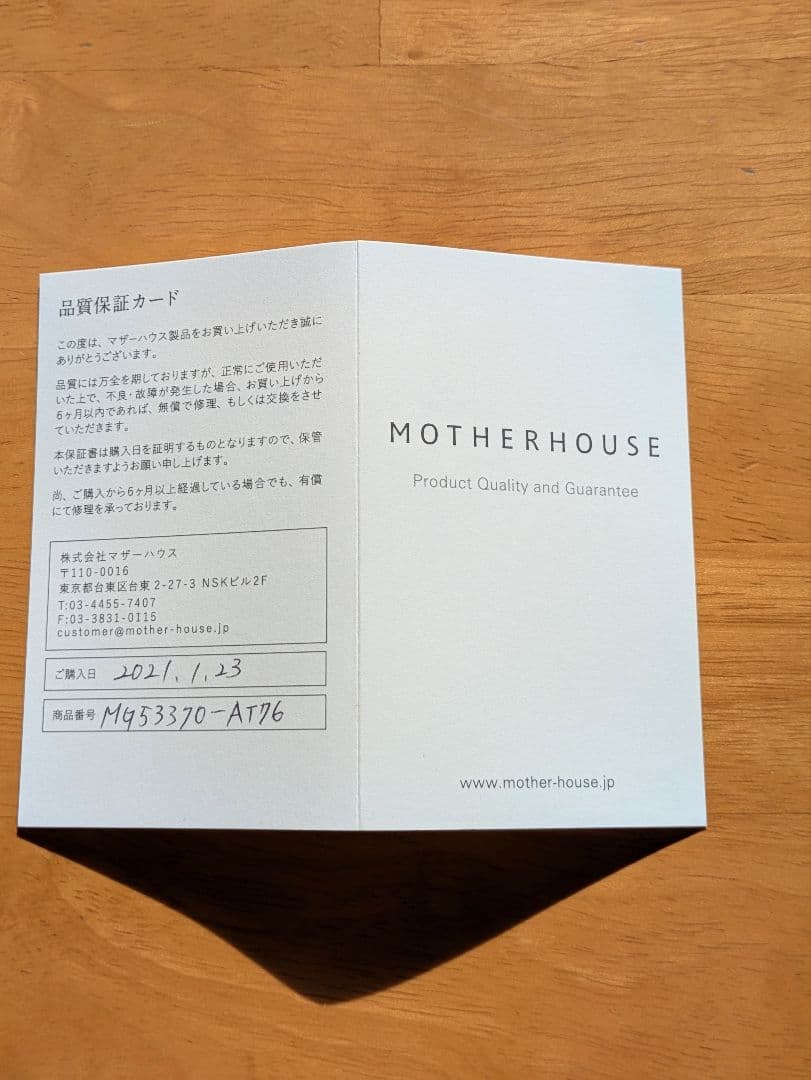 品質保証カード
この度は、マザーハウス製品をお買い上げいただき誠に
ありがとうございます。
品質には万全を期しておりますが、正常にご使用いただ
いた上で、不良・故障が発生した場合、お買い上げから
6ヶ月以内であれば、無償で修理、もしくは交換をさせ
ていただきます。
本保証書は購入日を証明するものとなりますので、保管
いただきますようお願い申し上げます。
尚、ご購入から6ヶ月以上経過している場合でも、有償
にて修理を承っております。
株式会社マザーハウス
〒110-0016
東京都台東区台東 2-27-3 NSKビル2F
T:03-4455-7407
F:03-3831-0115
customer@mother-house.jp
ご購入日 2021.1.23
商品番号 MG53370-AT76
MOTHERHOUSE
Product Quality and Guarantee
www.mother-house.jp